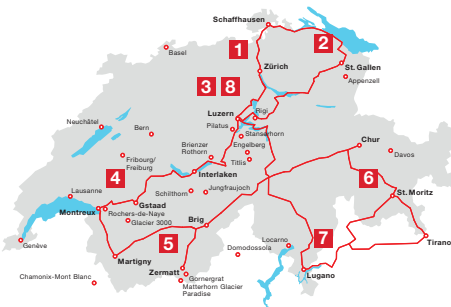 Schaffhausen
1
2
Basel
Zürich
St. Gallen
Appenzell
3 8
Luzern
Rigi
Pilatus
Stanserhorn
Neuchâtel
Bern
Brienzer
Rothorn
Engelberg
Titlis
Chur
Davos
Fribourg/
Freiburg
Interlaken
4
Schilthorn
Jungfraujoch
6
Lausanne
St. Moritz
Gstaad
Montreux
Rochers-de-Naye
Glacier 3000
Brig
5
7
Genève
Locarno
Tirano
Domodossola
Martigny
Zermatt
Lugano
Gornergrat
Matterhorn Glacier
Paradise
Chamonix-Mont Blanc